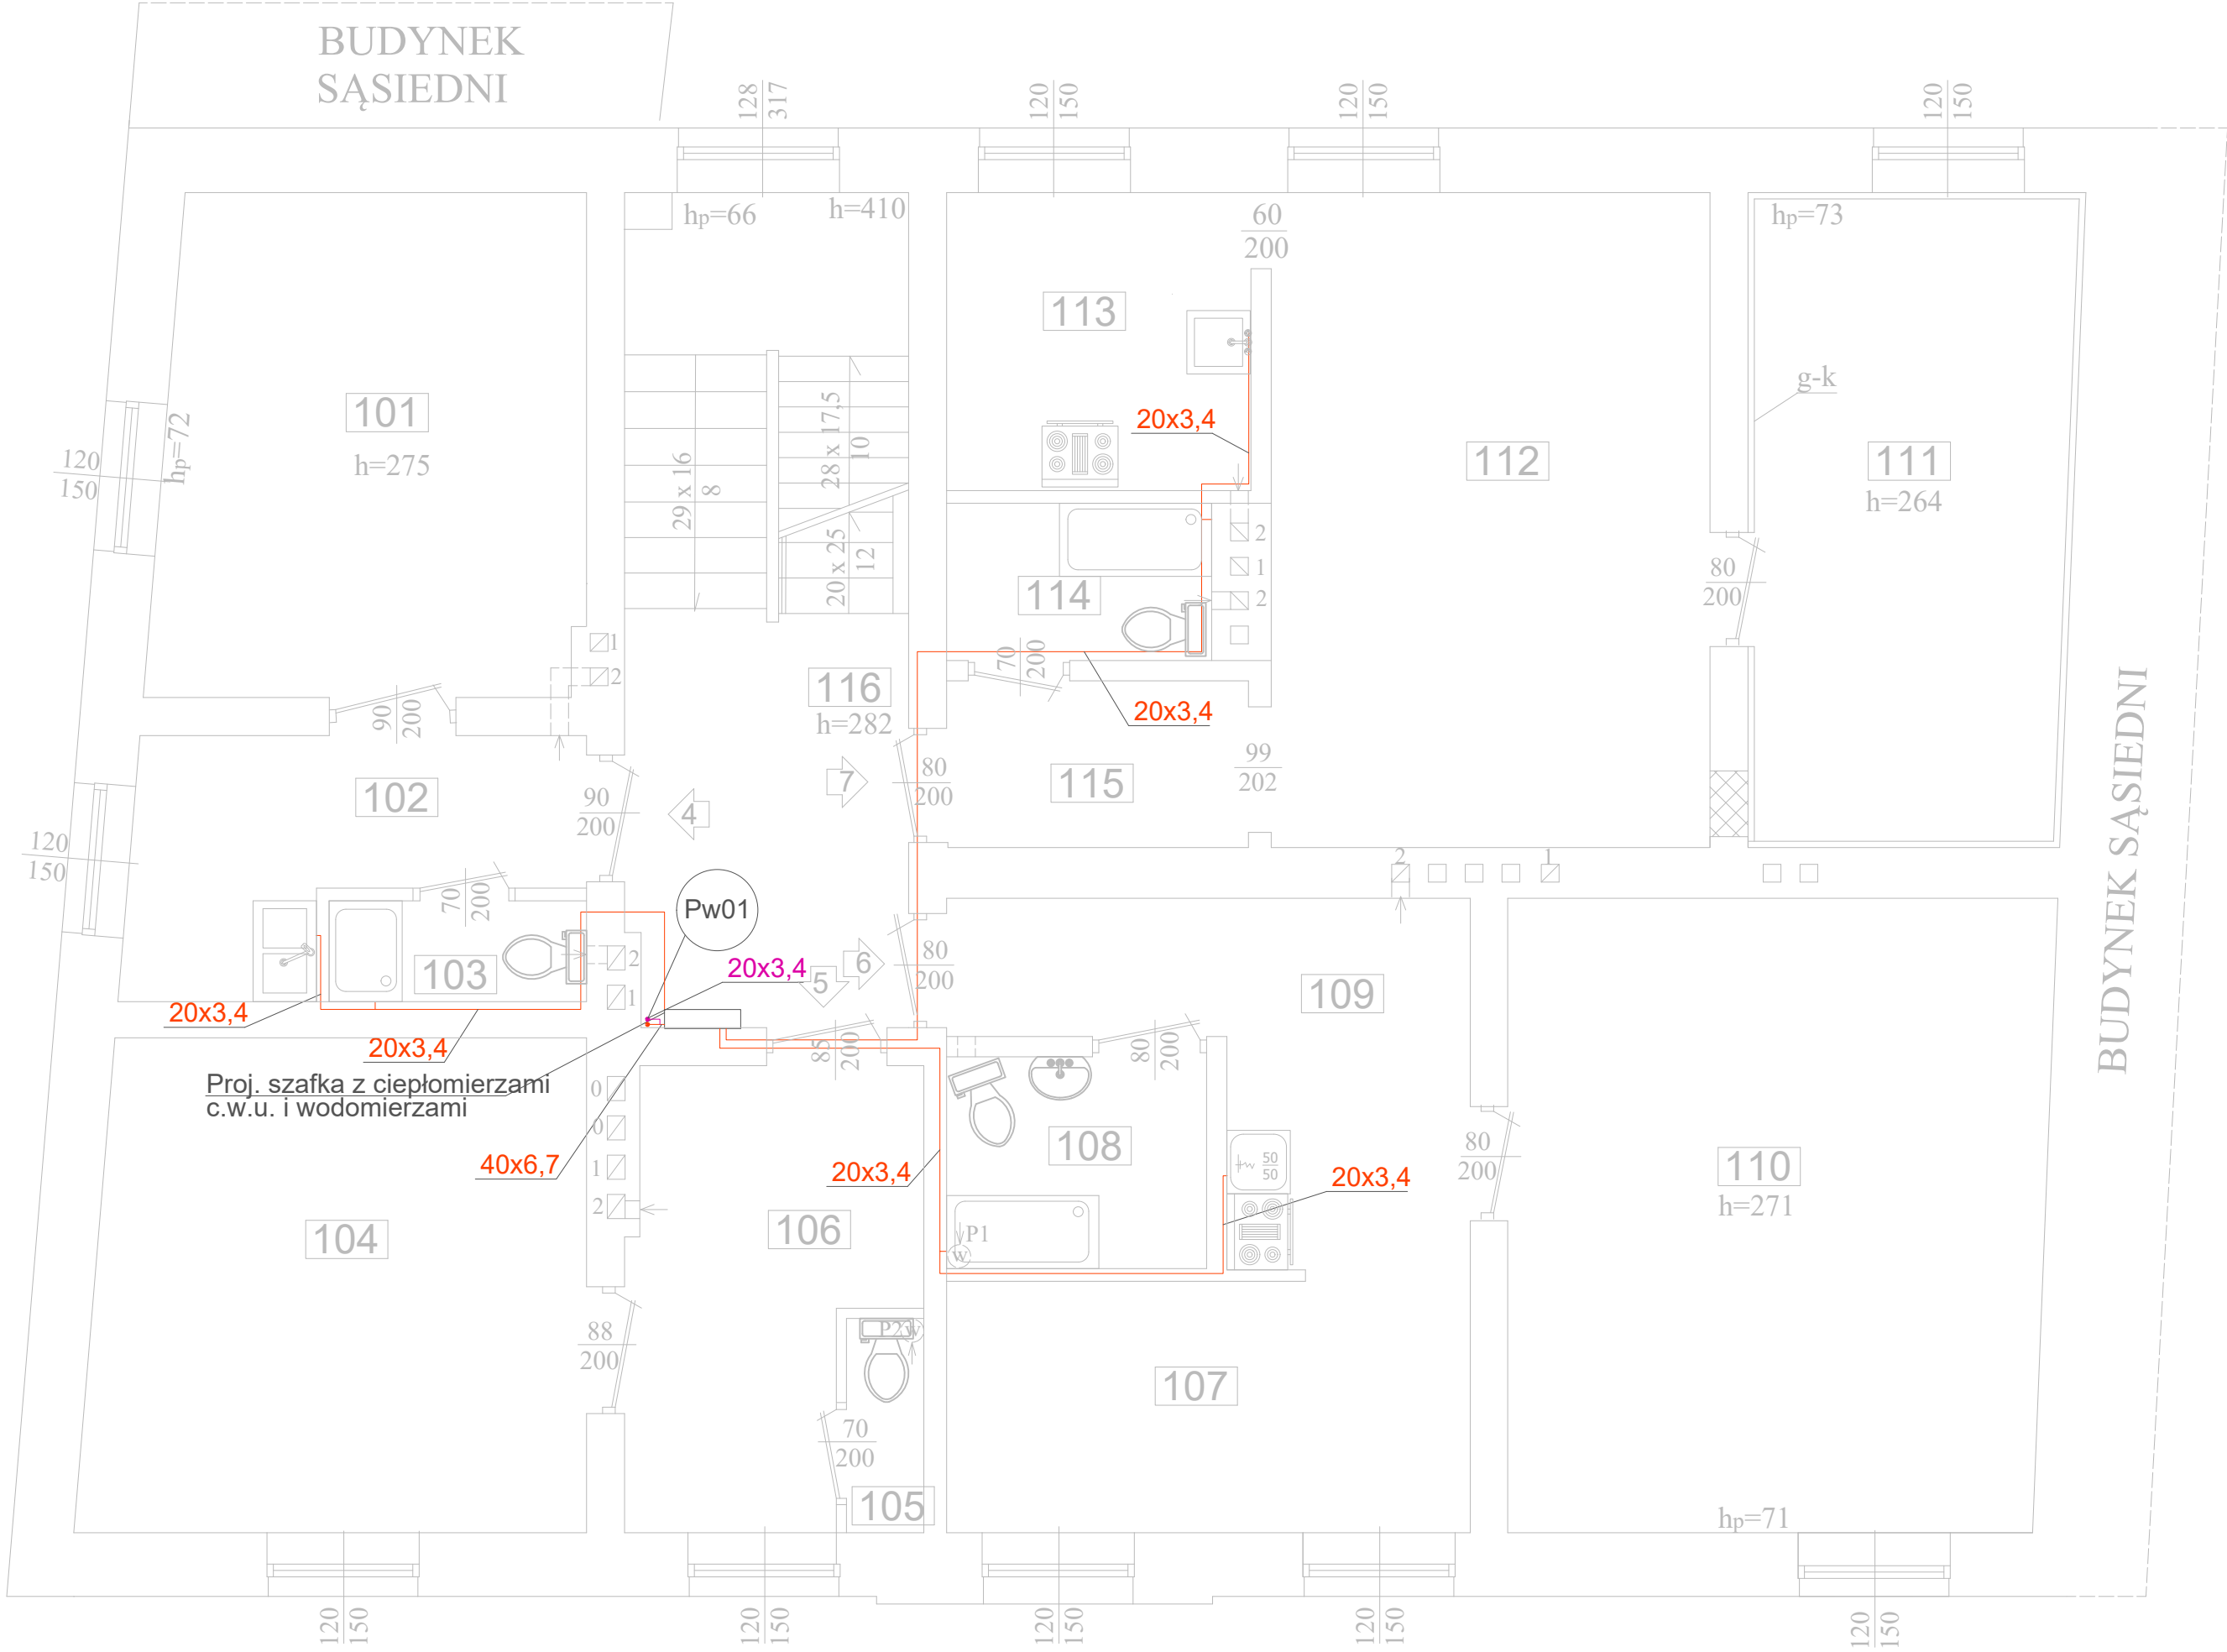 BUDYNEK
SĄSIEDNI
128
317
120
150
120
150
120
150
hp=66
h=410
60
200
hp=73
113
g-k
101
h=275
hp=72
120
150
20x3,4
28 x 17,5
10
29 x 16
8
112
111
h=264
20 x 25
12
2
1
2
114
80
200
1
2
116
h=282
70
200
20x3,4
90
200
102
90
200
4
7
80
200
115
99
202
BUDYNEK SĄSIEDNI
120
150
70
200
Pw01
2
1
103
2
1
20x3,4
5
6
80
200
109
20x3,4
20x3,4
85
200
80
200
Proj. szafka z ciepłomierzami
c.w.u. i wodomierzami
0
0
1
2
40x6,7
20x3,4
108
50
50
20x3,4
80
200
110
h=271
104
106
P1
w
88
200
P2
w
107
70
200
105
hp=71
120
150
120
150
120
150
120
150
120
150